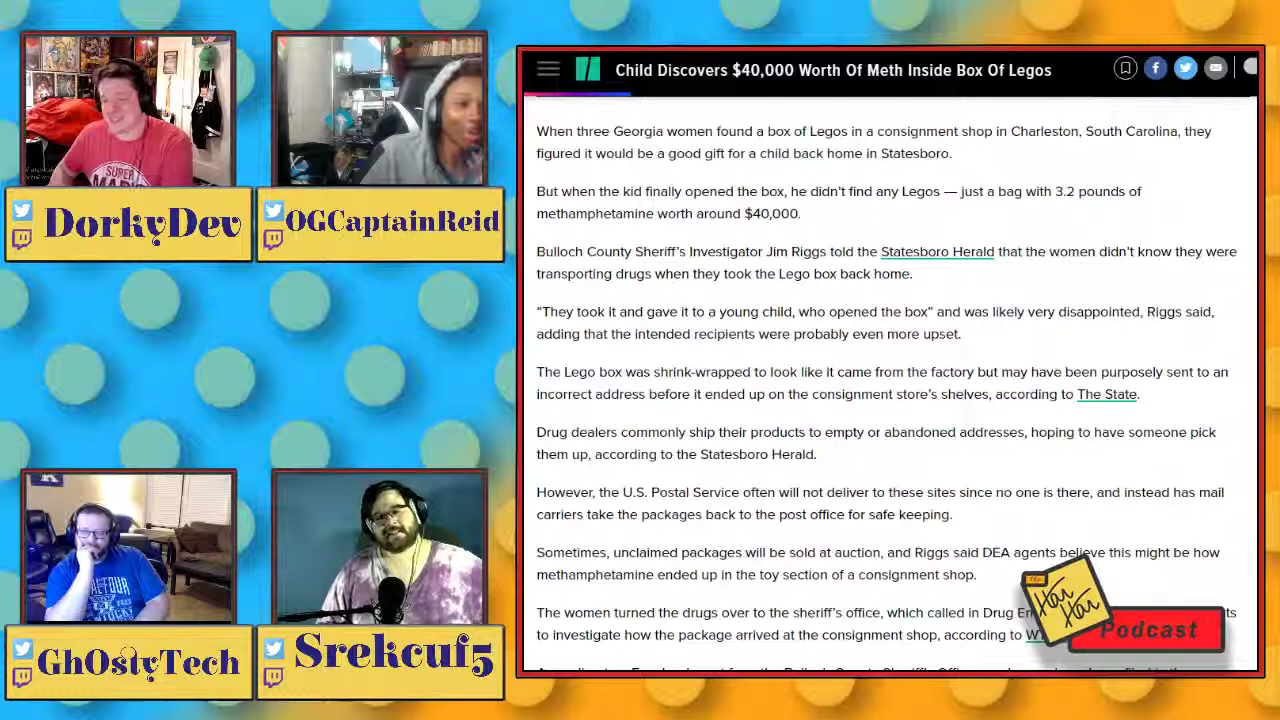 SUPER
MAR
DorkyDev
OGCaptainReid
GhOstyTech
Srekcuf5
Child Discovers $40,000 Worth Of Meth Inside Box Of Legos
When three Georgia women found a box of Legos in a consignment shop in Charleston, South Carolina, they
figured it would be a good gift for a child back home in Statesboro.
But when the kid finally opened the box, he didn't find any Legos — just a bag with 3.2 pounds of
methamphetamine worth around $40,000.
Bulloch County Sheriff's Investigator Jim Riggs told the Statesboro Herald that the women didn't know they were
transporting drugs when they took the Lego box back home.
“They took it and gave it to a young child, who opened the box” and was likely very disappointed, Riggs said,
adding that the intended recipients were probably even more upset.
The Lego box was shrink-wrapped to look like it came from the factory but may have been purposely sent to an
incorrect address before it ended up on the consignment store's shelves, according to The State.
Drug dealers commonly ship their products to empty or abandoned addresses, hoping to have someone pick
them up, according to the Statesboro Herald.
However, the U.S. Postal Service often will not deliver to these sites since no one is there, and instead has mail
carriers take the packages back to the post office for safe keeping.
Sometimes, unclaimed packages will be sold at auction, and Riggs said DEA agents believe this might be how
methamphetamine ended up in the toy section of a consignment shop.
The women turned the drugs over to the sheriff's office, which called in Drug En
to investigate how the package arrived at the consignment shop, according to
The
Har
Har
Podcast